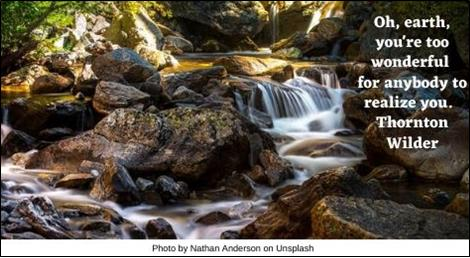 Oh, earth,
you're too
wonderful
for anybody to
realize you.
Thornton
Wilder
Photo by Nathan Anderson on Unsplash